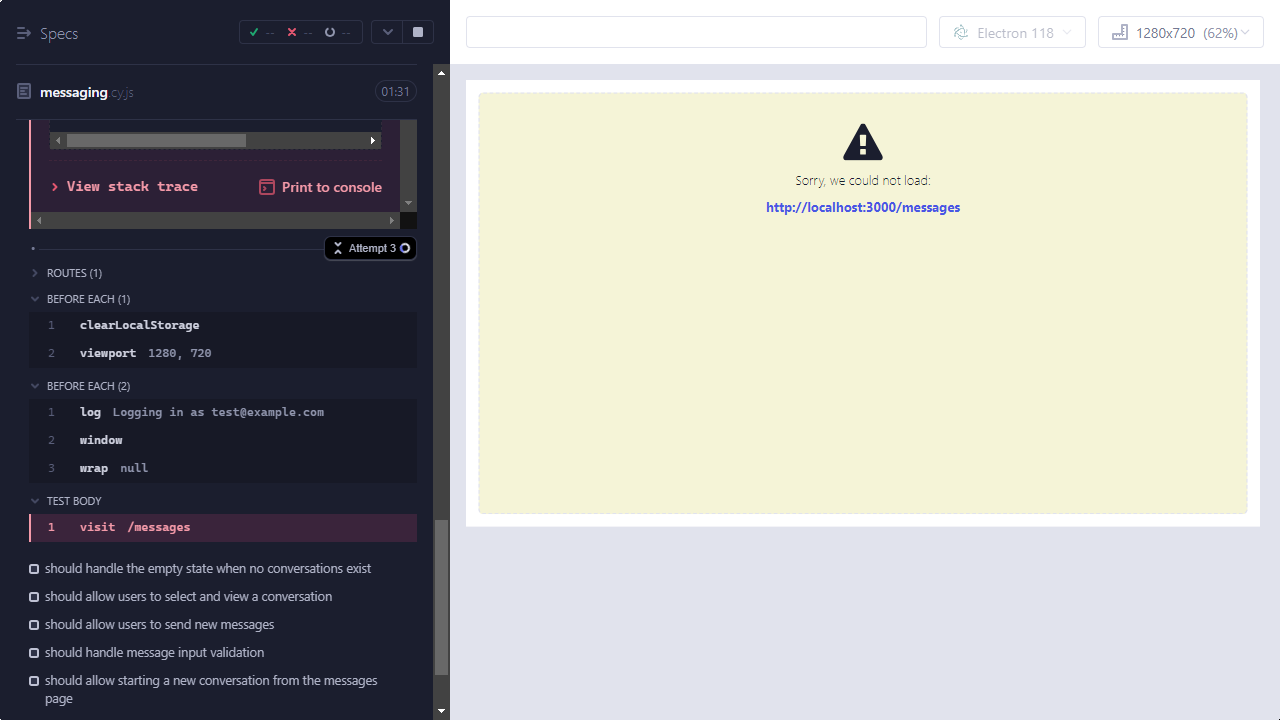 Specs
--
--
--
messaging.cy.js
01:31
View stack trace
Print to console
Attempt 3
ROUTES (1)
BEFORE EACH (1)
1 clearLocalStorage
2 viewport 1280, 720
BEFORE EACH (2)
1 log Logging in as test@example.com
2 window
3 wrap null
TEST BODY
1 visit /messages
should handle the empty state when no conversations exist
should allow users to select and view a conversation
should allow users to send new messages
should handle message input validation
should allow starting a new conversation from the messages
page
Electron 118
1280x720 (62%)
Sorry, we could not load:
http://localhost:3000/messages